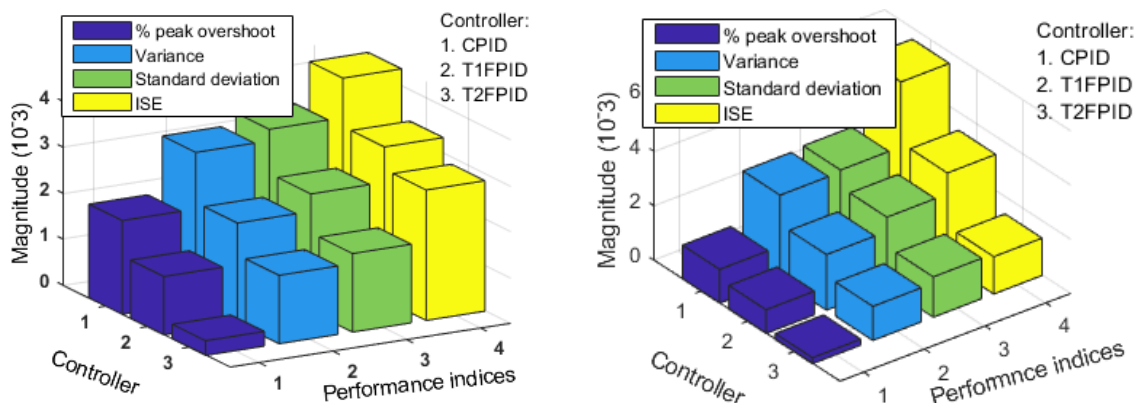 % peak overshoot
Variance
Standard deviation
ISE
Controller:
1. CPID
2. T1FPID
3. T2FPID
Magnitude (10^-3)
4
3
2
1
0
1
2
3
Controller
1
2
3
4
Performance indices
% peak overshoot
Variance
Standard deviation
ISE
Controller:
1. CPID
2. T1FPID
3. T2FPID
Magnitude (10^-3)
6
4
2
0
1
2
3
Controller
1
2
3
4
Performnce indices